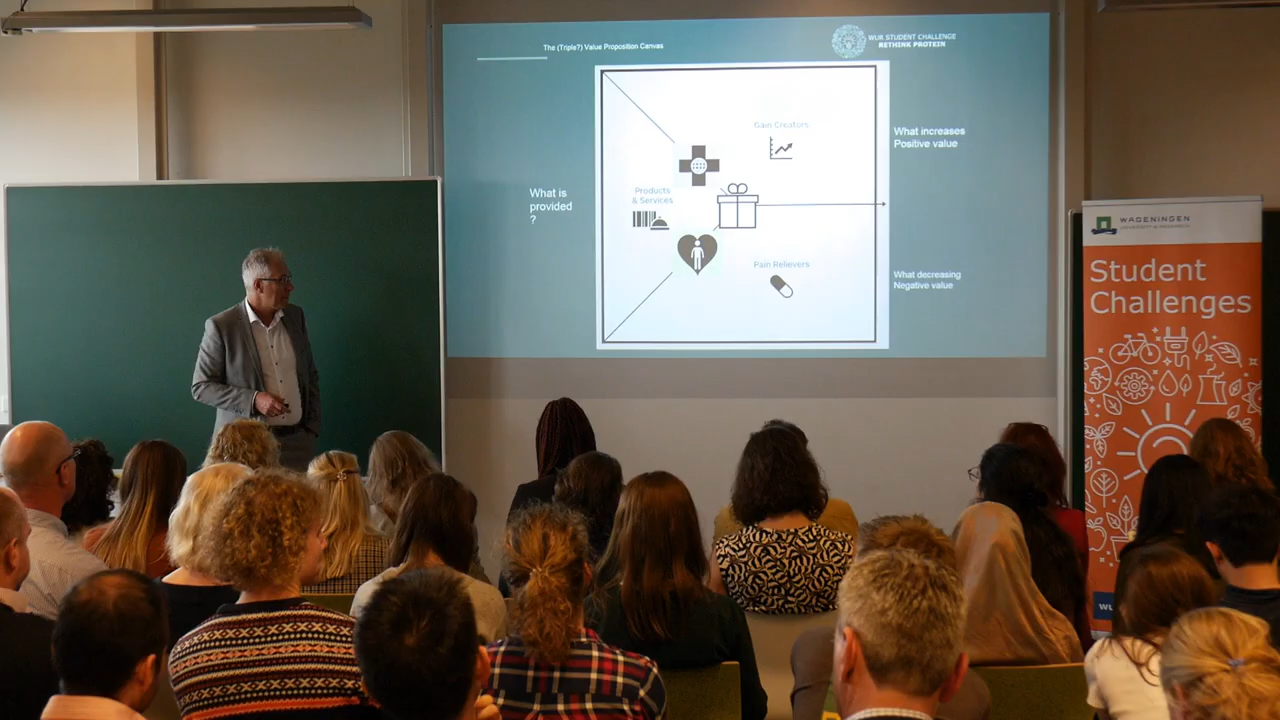 The (Triple?) Value Proposition Canvas
WUR STUDENT CHALLENGE
RETHINK PROTEIN
Gain Creators
What increases
Positive value
What is
provided
?
Products
& Services
Pain Relievers
What decreasing
Negative value
WAGENINGEN
UNIVERSITY & RESEARCH
Student
Challenges
WU